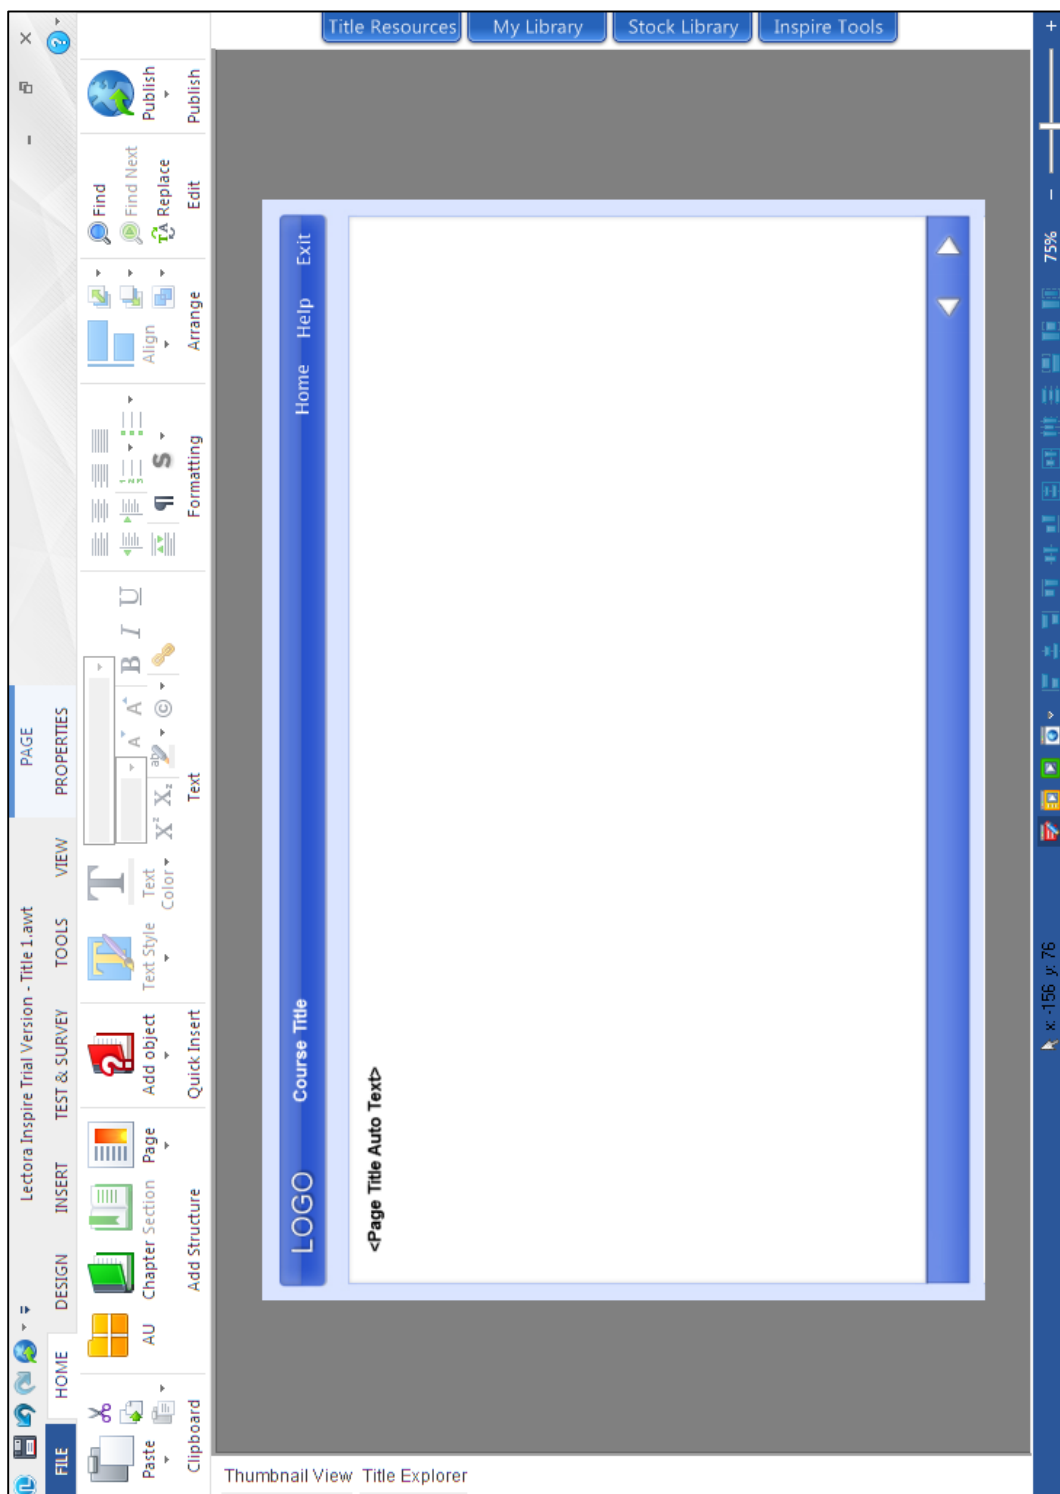 Lectora Inspire Trial Version - Title 1.awt
PAGE
FILE HOME DESIGN INSERT TEST & SURVEY TOOLS VIEW PROPERTIES
Paste
Clipboard
AU Chapter Section Page
Add Structure
Add object
Quick Insert
Text Style
Text Color
B I U
X² X₂
Text
Formatting
Align
Arrange
Find
Find Next
Replace
Edit
Publish
Publish
Thumbnail View Title Explorer
LOGO Course Title Home Help Exit
<Page Title Auto Text>
Title Resources
My Library
Stock Library
Inspire Tools
x: -156 y: 76
75%